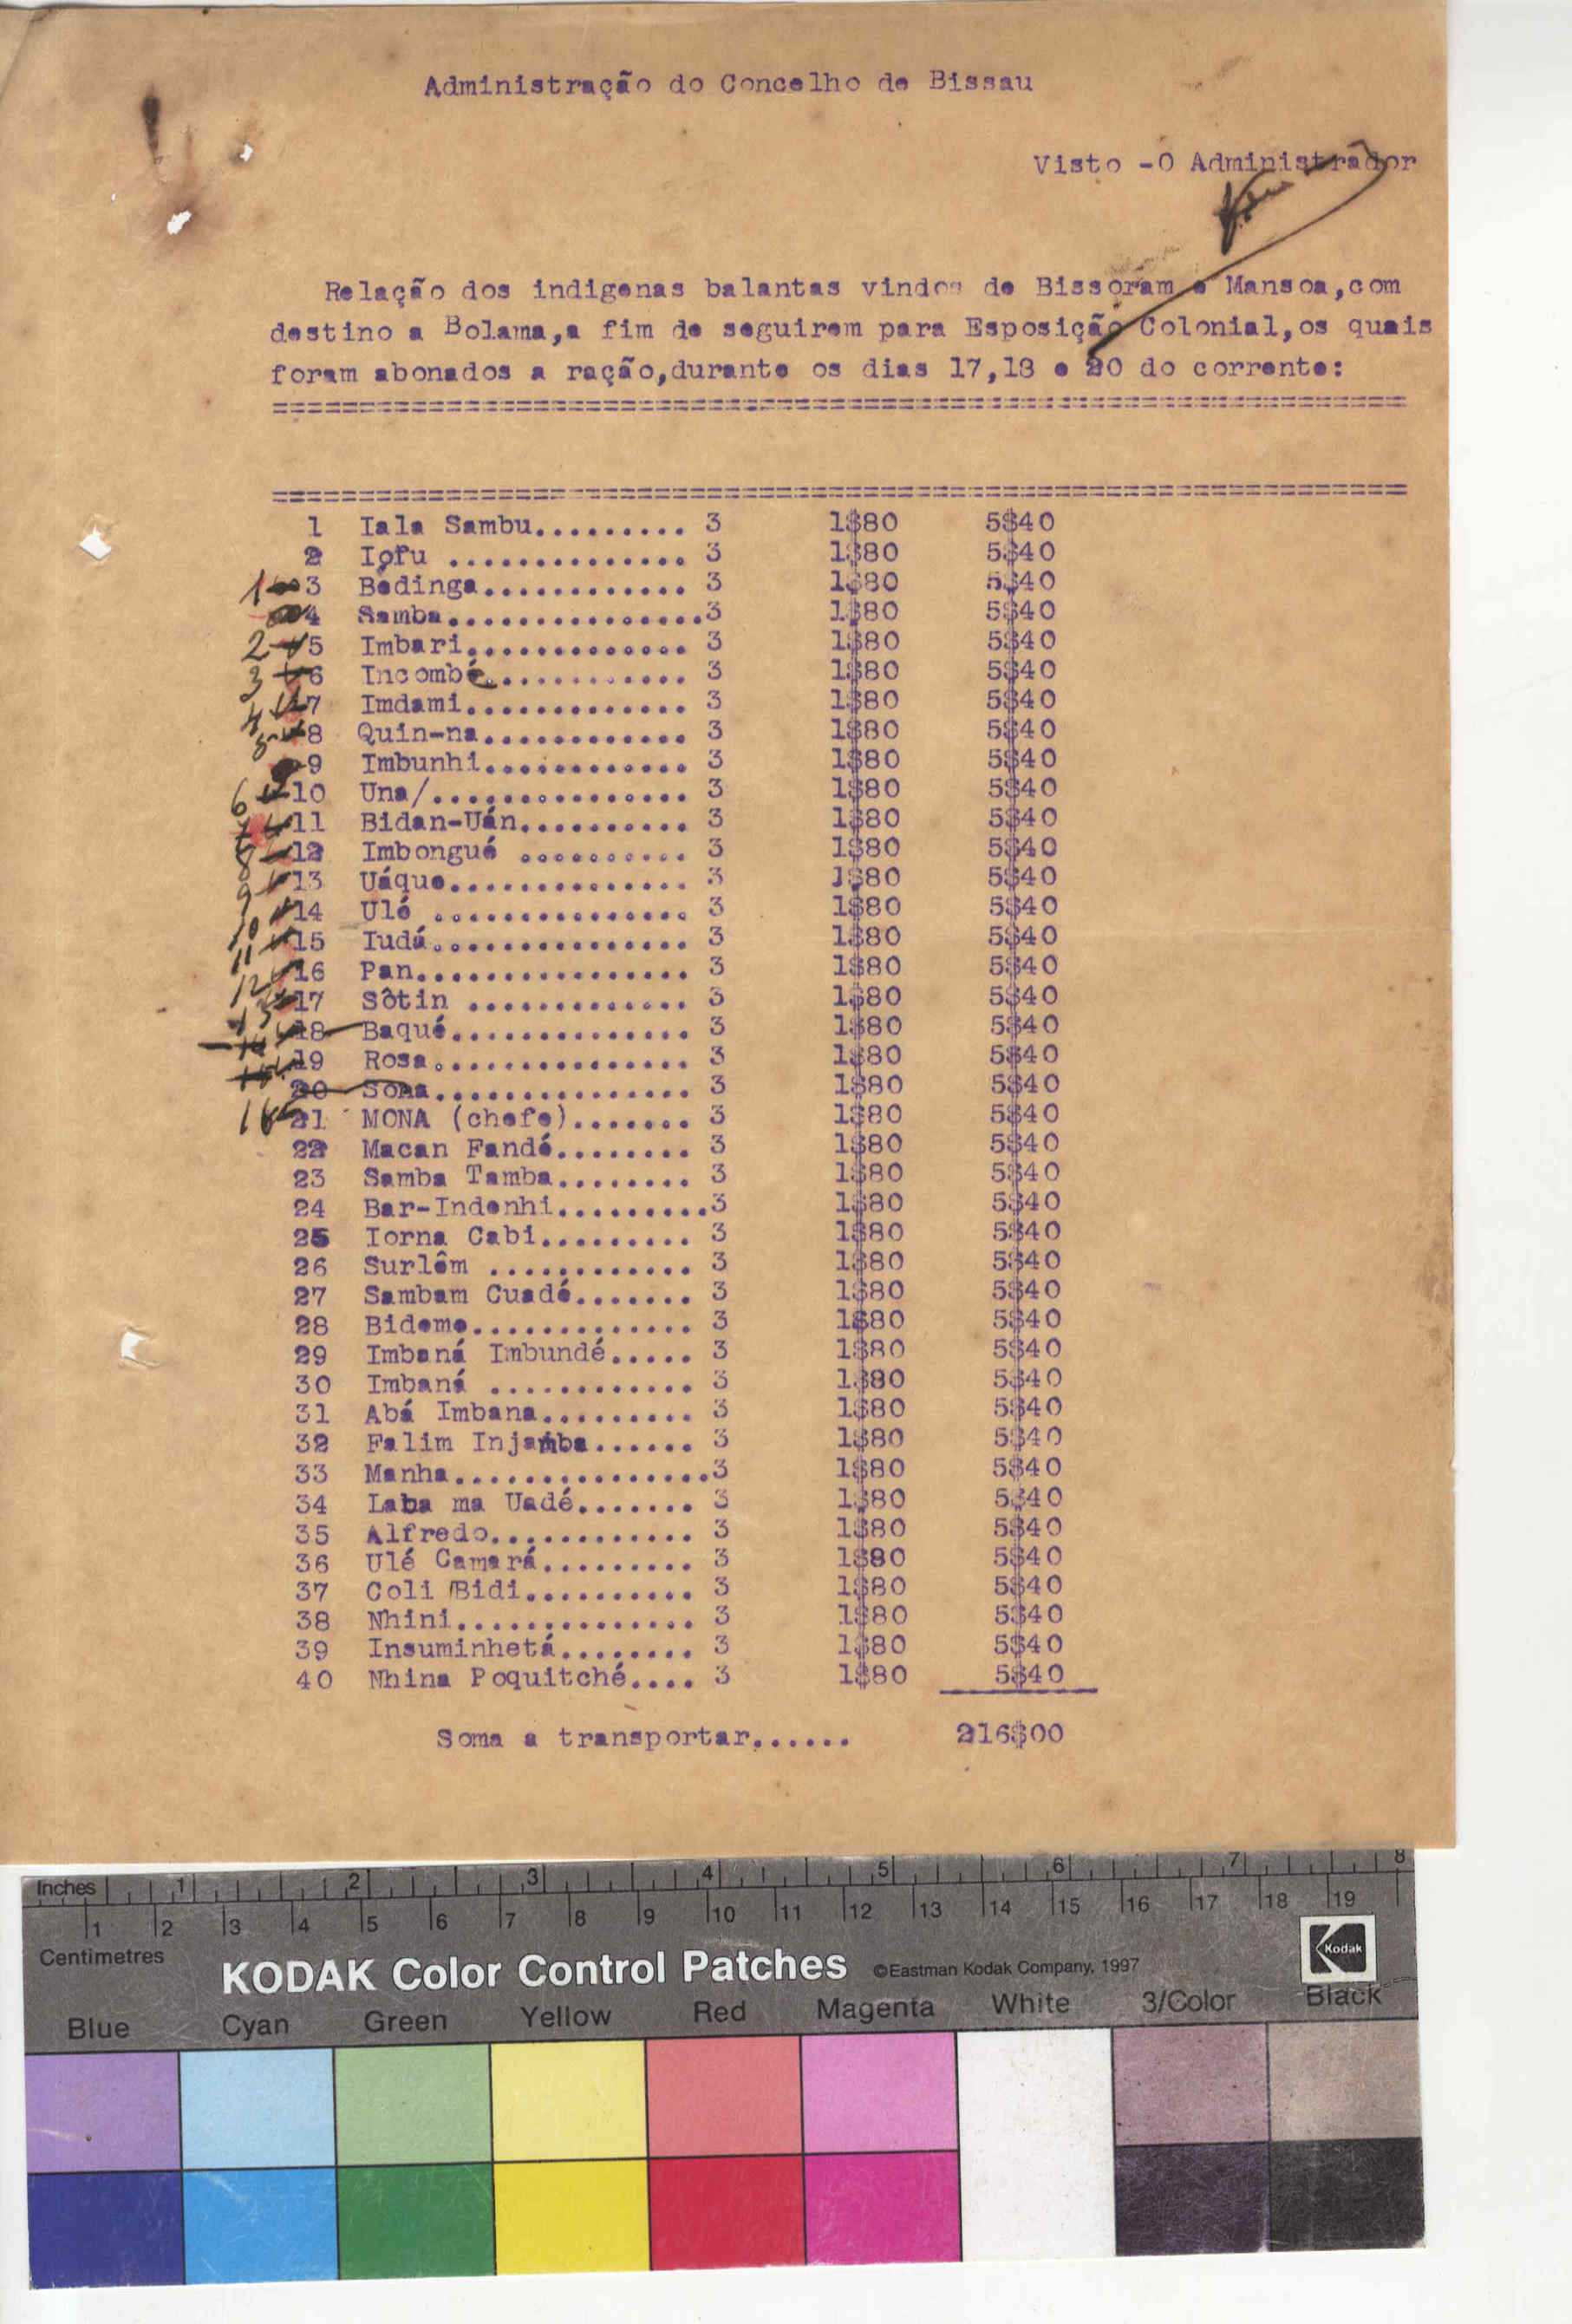 Administração do Concelho de Bissau
Visto -O Administrador
Relação dos indigenas balantas vindos de Bissoram e Mansoa,com
destino a Bolama,a fim de seguirem para Esposição Colonial,os quais
foram abonados a ração,durante os dias 17,18 e 20 do corrente:
1 Iala Sambu......... 3 1$80 5$40
2 Iofu .............. 3 1$80 5$40
1 3 Bedinga............ 3 1$80 5$40
4 Samba...............3 1$80 5$40
2 5 Imbari............. 3 1$80 5$40
3 6 Incombé............ 3 1$80 5$40
4 7 Imdami............. 3 1$80 5$40
5 8 Quin-na............ 3 1$80 5$40
9 Imbunhi............ 3 1$80 5$40
6 10 Una/............... 3 1$80 5$40
7 11 Bidan-Uán.......... 3 1$80 5$40
8 12 Imbongué .......... 3 1$80 5$40
9 13 Uáque.............. 3 1$80 5$40
10 14 Ulé ............... 3 1$80 5$40
11 15 Iudá............... 3 1$80 5$40
12 16 Pan................ 3 1$80 5$40
13 17 Sôtin ............. 3 1$80 5$40
14 18 Baqué.............. 3 1$80 5$40
15 19 Rosa............... 3 1$80 5$40
20 Sona............... 3 1$80 5$40
16 21 MONA (chefe)....... 3 1$80 5$40
22 Macan Fandé........ 3 1$80 5$40
23 Samba Tamba........ 3 1$80 5$40
24 Bar-Indenhi.........3 1$80 5$40
25 Iorna Cabi......... 3 1$80 5$40
26 Surlêm ............ 3 1$80 5$40
27 Sambam Cuadé....... 3 1$80 5$40
28 Bideme............. 3 1$80 5$40
29 Imbaná Imbundé..... 3 1$80 5$40
30 Imbaná ............ 3 1$80 5$40
31 Abá Imbana......... 3 1$80 5$40
32 Falim Injamba...... 3 1$80 5$40
33 Manha...............3 1$80 5$40
34 Laba ma Uadé....... 3 1$80 5$40
35 Alfredo............ 3 1$80 5$40
36 Ulé Camará......... 3 1$80 5$40
37 Coli Bidi.......... 3 1$80 5$40
38 Nhini.............. 3 1$80 5$40
39 Insuminhetá........ 3 1$80 5$40
40 Nhina Poquitché.... 3 1$80 5$40
Soma a transportar...... 216$00
Inches 1 2 3 4 5 6 7 8
1 2 3 4 5 6 7 8 9 10 11 12 13 14 15 16 17 18 19
Centimetres
KODAK Color Control Patches ©Eastman Kodak Company, 1997 Kodak
Blue Cyan Green Yellow Red Magenta White 3/Color Black